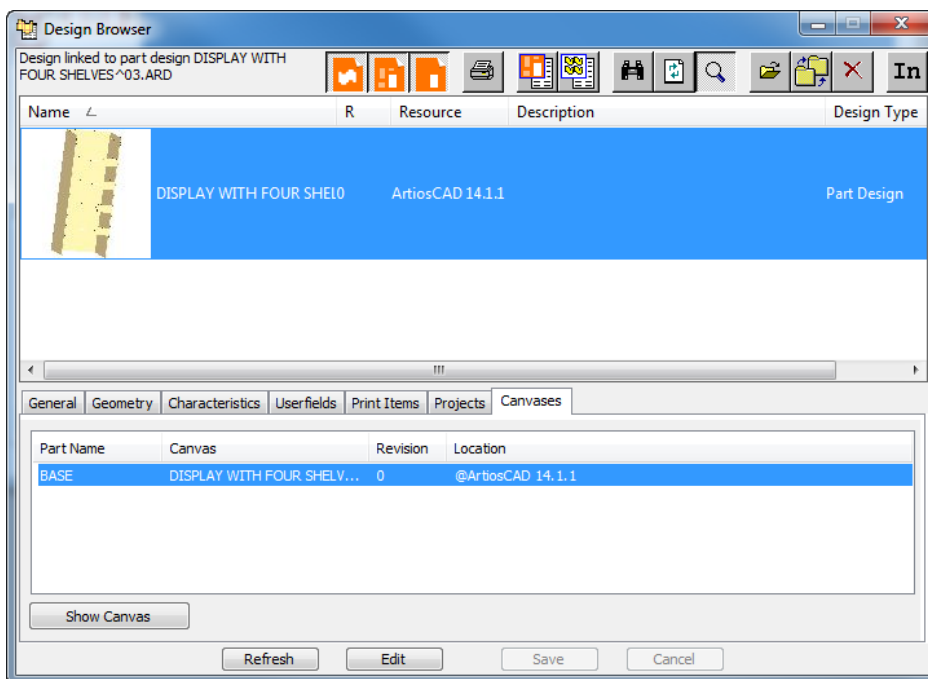 Design Browser
Design linked to part design DISPLAY WITH
FOUR SHELVES^03.ARD
In
Name R Resource Description Design Type
DISPLAY WITH FOUR SHEL0 ArtiosCAD 14.1.1 Part Design
General Geometry Characteristics Userfields Print Items Projects Canvases
Part Name Canvas Revision Location
BASE DISPLAY WITH FOUR SHELV... 0 @ArtiosCAD 14.1.1
Show Canvas
Refresh Edit Save Cancel